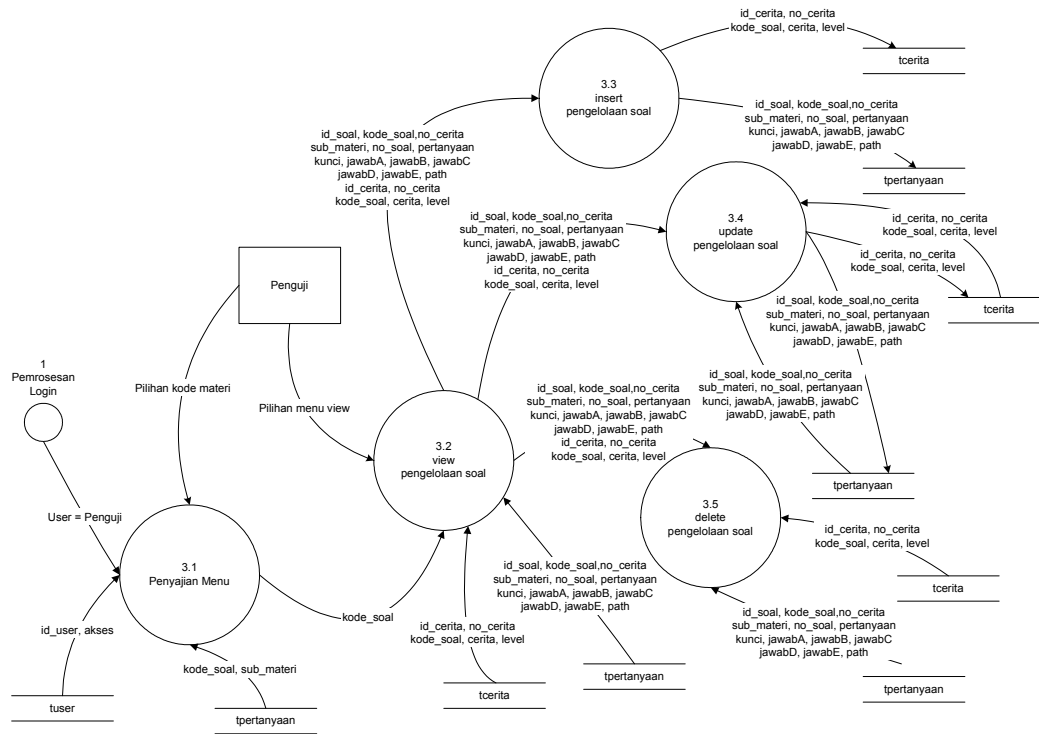 id_cerita, no_cerita
kode_soal, cerita, level
tcerita
3.3
insert
pengelolaan soal
id_soal, kode_soal,no_cerita
sub_materi, no_soal, pertanyaan
kunci, jawabA, jawabB, jawabC
jawabD, jawabE, path
tpertanyaan
id_soal, kode_soal,no_cerita
sub_materi, no_soal, pertanyaan
kunci, jawabA, jawabB, jawabC
jawabD, jawabE, path
id_cerita, no_cerita
kode_soal, cerita, level
id_soal, kode_soal,no_cerita
sub_materi, no_soal, pertanyaan
kunci, jawabA, jawabB, jawabC
jawabD, jawabE, path
id_cerita, no_cerita
kode_soal, cerita, level
3.4
update
pengelolaan soal
id_cerita, no_cerita
kode_soal, cerita, level
id_cerita, no_cerita
kode_soal, cerita, level
tcerita
Penguji
id_soal, kode_soal,no_cerita
sub_materi, no_soal, pertanyaan
kunci, jawabA, jawabB, jawabC
jawabD, jawabE, path
1
Pemrosesan
Login
Pilihan kode materi
Pilihan menu view
id_soal, kode_soal,no_cerita
sub_materi, no_soal, pertanyaan
kunci, jawabA, jawabB, jawabC
jawabD, jawabE, path
id_soal, kode_soal,no_cerita
sub_materi, no_soal, pertanyaan
kunci, jawabA, jawabB, jawabC
jawabD, jawabE, path
id_cerita, no_cerita
kode_soal, cerita, level
3.2
view
pengelolaan soal
tpertanyaan
3.5
delete
pengelolaan soal
id_cerita, no_cerita
kode_soal, cerita, level
tcerita
User = Penguji
3.1
Penyajian Menu
id_soal, kode_soal,no_cerita
sub_materi, no_soal, pertanyaan
kunci, jawabA, jawabB, jawabC
jawabD, jawabE, path
kode_soal
id_cerita, no_cerita
kode_soal, cerita, level
id_soal, kode_soal,no_cerita
sub_materi, no_soal, pertanyaan
kunci, jawabA, jawabB, jawabC
jawabD, jawabE, path
id_user, akses
kode_soal, sub_materi
tuser
tpertanyaan
tcerita
tpertanyaan
tpertanyaan